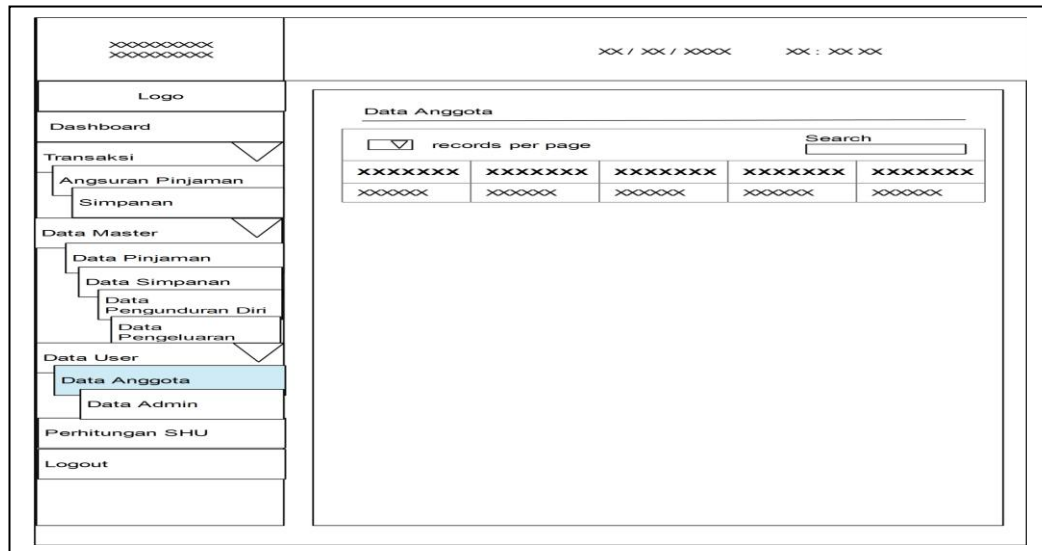 XXXXXXXXXX
XXXXXXXXXX
XX / XX / XXXX XX : XX XX
Logo
Dashboard
Transaksi
Angsuran Pinjaman
Simpanan
Data Master
Data Pinjaman
Data Simpanan
Data
Pengunduran Diri
Data
Pengeluaran
Data User
Data Anggota
Data Admin
Perhitungan SHU
Logout
Data Anggota
records per page Search
XXXXXXX XXXXXXX XXXXXXX XXXXXXX XXXXXXX
XXXXXX XXXXXX XXXXXX XXXXXX XXXXXX